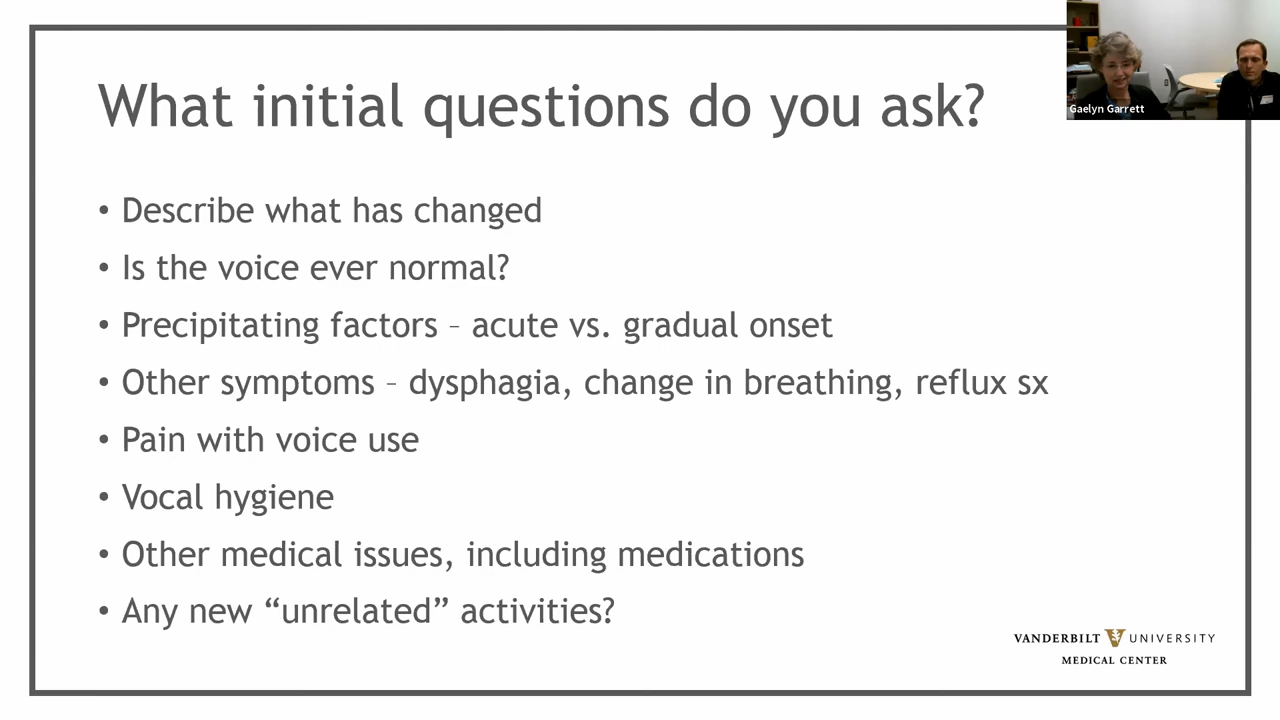 What initial questions do you ask?
Gaelyn Garrett
• Describe what has changed
• Is the voice ever normal?
• Precipitating factors – acute vs. gradual onset
• Other symptoms – dysphagia, change in breathing, reflux sx
• Pain with voice use
• Vocal hygiene
• Other medical issues, including medications
• Any new “unrelated” activities?
VANDERBILT V UNIVERSITY
MEDICAL CENTER